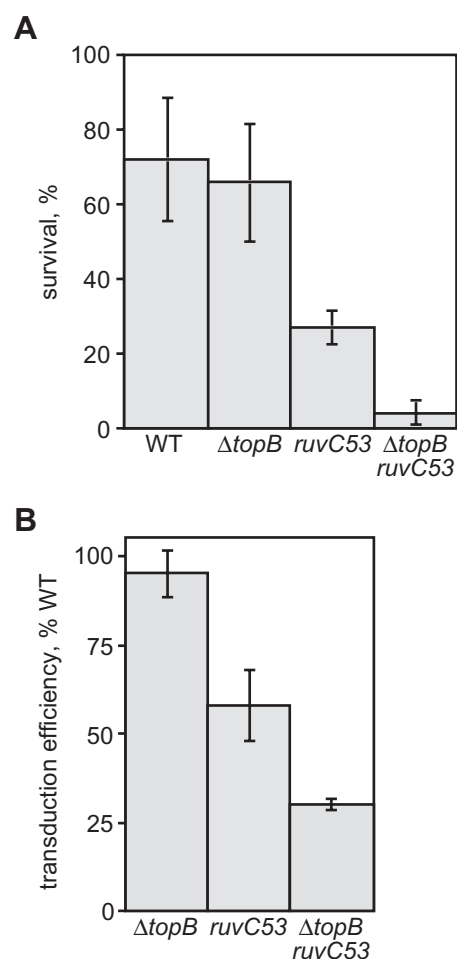 A
100
80
60
40
20
0
survival, %
WT ΔtopB ruvC53 ΔtopB
ruvC53
B
100
75
50
25
0
transduction efficiency, % WT
ΔtopB ruvC53 ΔtopB
ruvC53